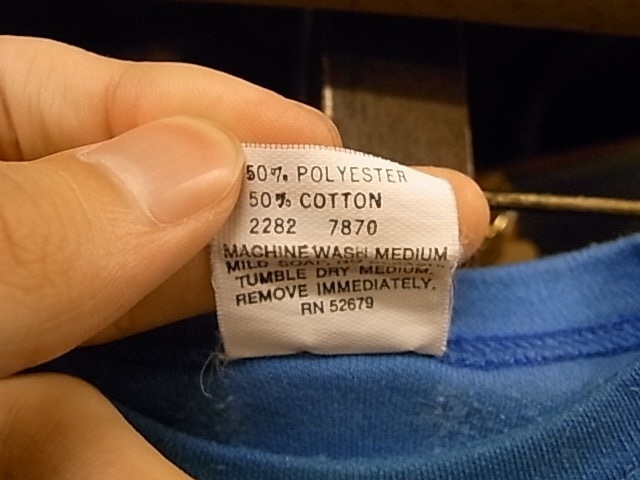 50% POLYESTER
50% COTTON
2282 7870
MACHINE WASH MEDIUM
MILD SOAP,
TUMBLE DRY MEDIUM.
REMOVE IMMEDIATELY.
RN 52679